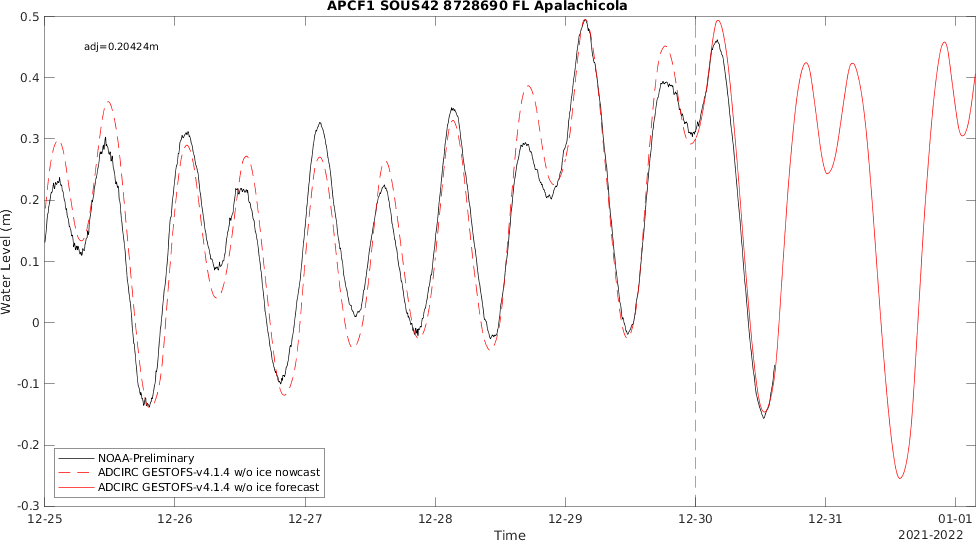 APCF1 SOUS42 8728690 FL Apalachicola
adj=0.20424m
0.5
0.4
0.3
0.2
0.1
0
-0.1
-0.2
-0.3
Water Level (m)
NOAA-Preliminary
ADCIRC GESTOFS-v4.1.4 w/o ice nowcast
ADCIRC GESTOFS-v4.1.4 w/o ice forecast
12-25 12-26 12-27 12-28 12-29 12-30 12-31 01-01
Time
2021-2022